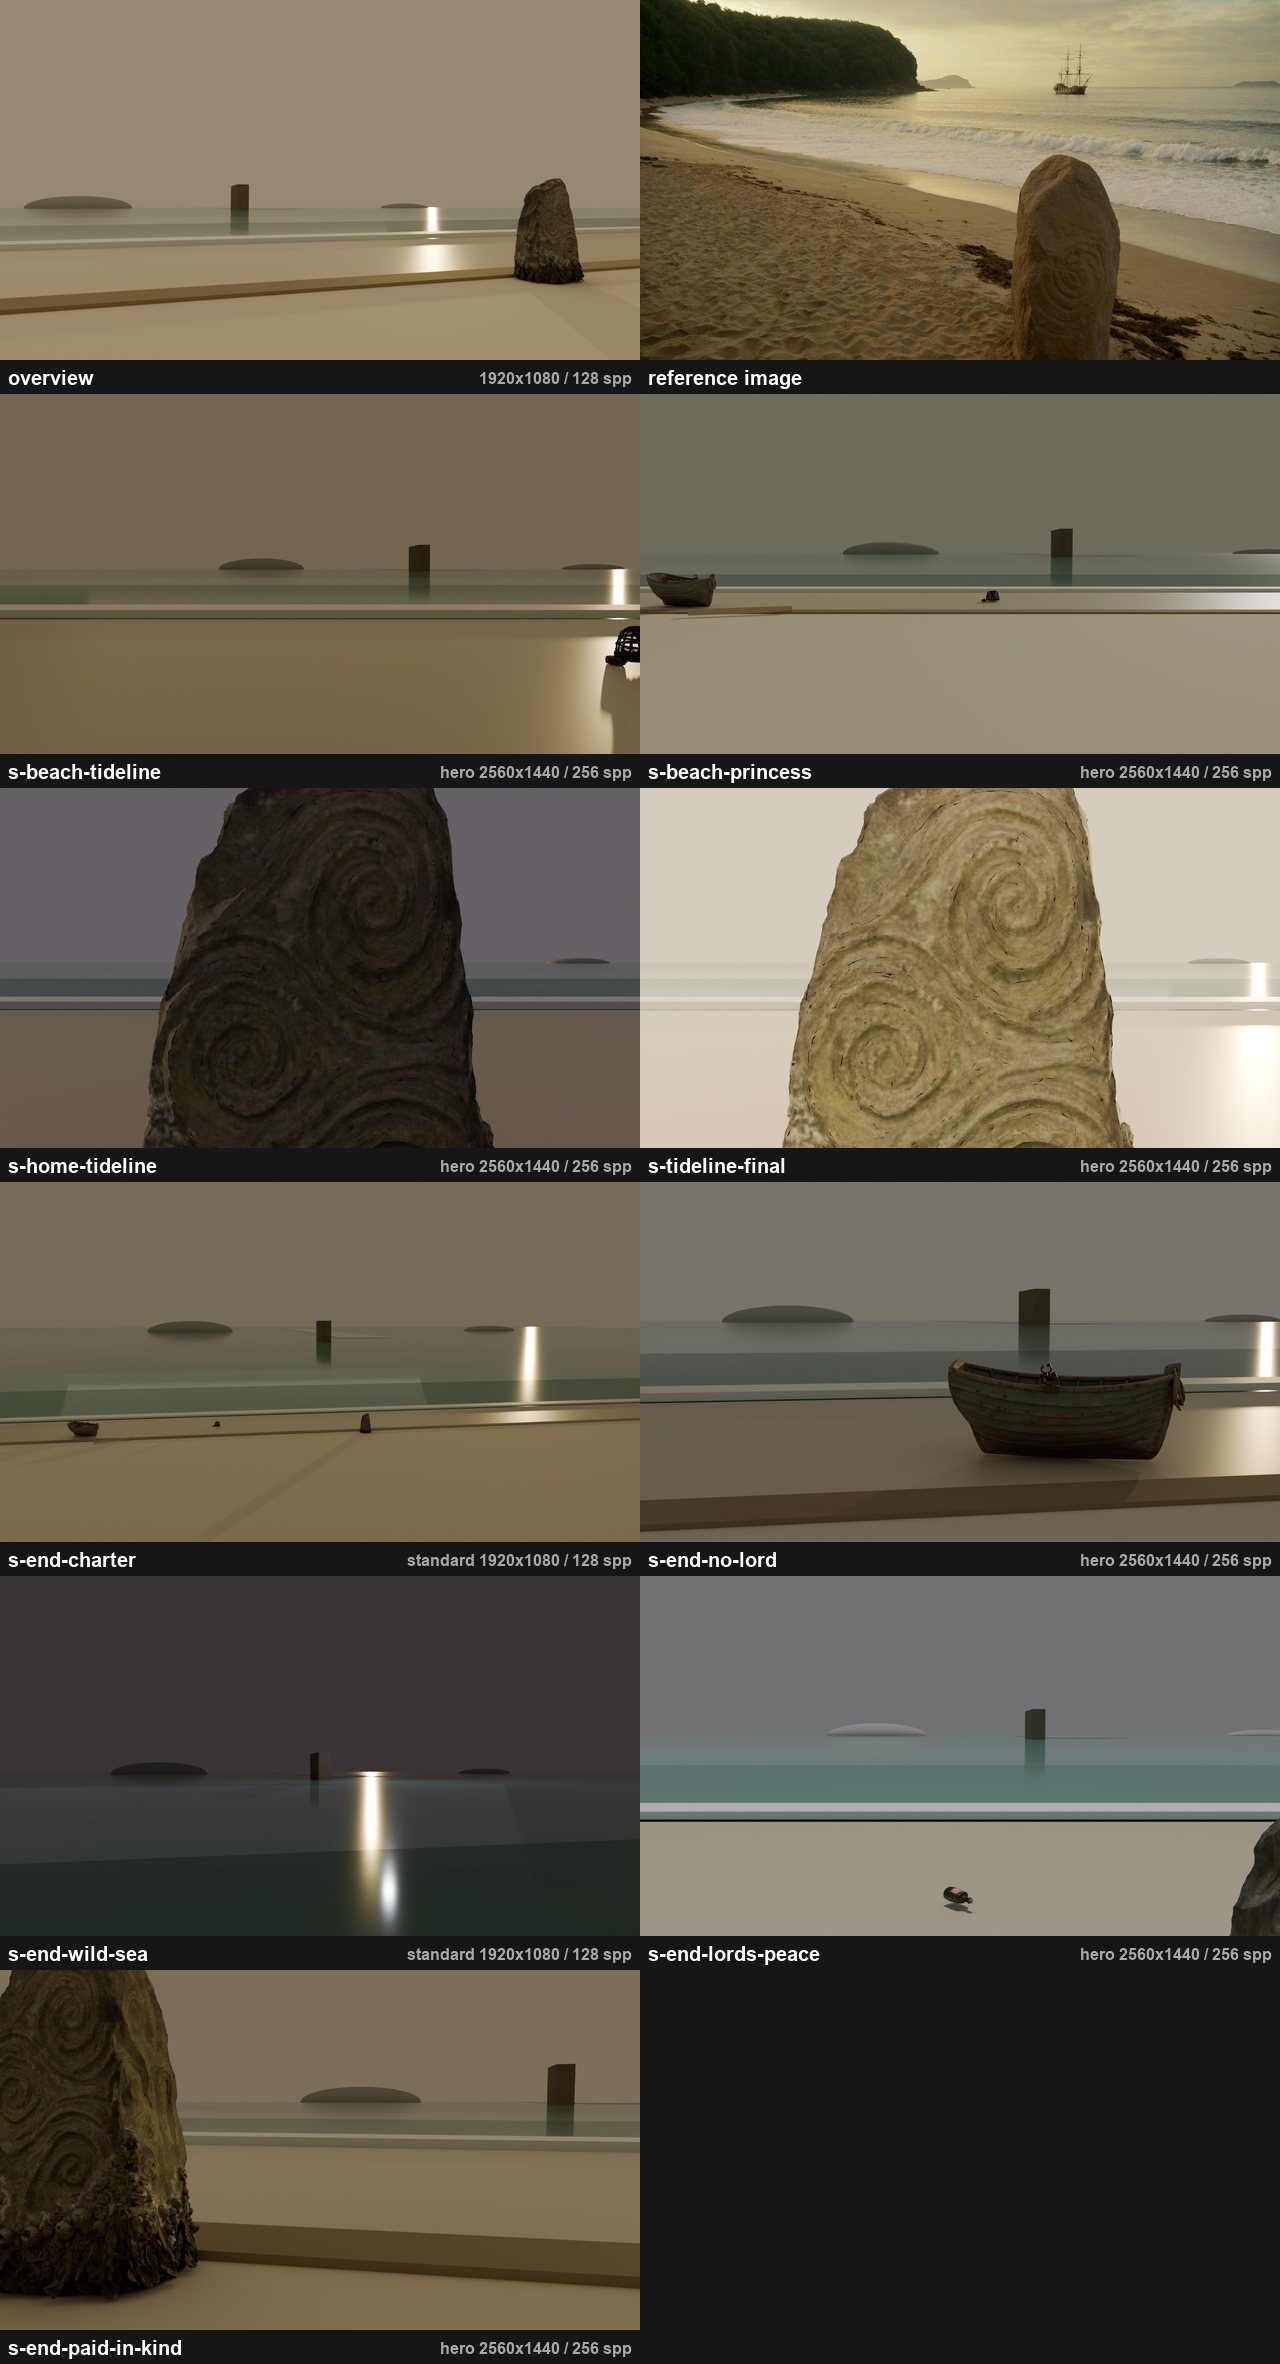 overview 1920x1080 / 128 spp
reference image
s-beach-tideline hero 2560x1440 / 256 spp
s-beach-princess hero 2560x1440 / 256 spp
s-home-tideline hero 2560x1440 / 256 spp
s-tideline-final hero 2560x1440 / 256 spp
s-end-charter standard 1920x1080 / 128 spp
s-end-no-lord hero 2560x1440 / 256 spp
s-end-wild-sea standard 1920x1080 / 128 spp
s-end-lords-peace hero 2560x1440 / 256 spp
s-end-paid-in-kind hero 2560x1440 / 256 spp